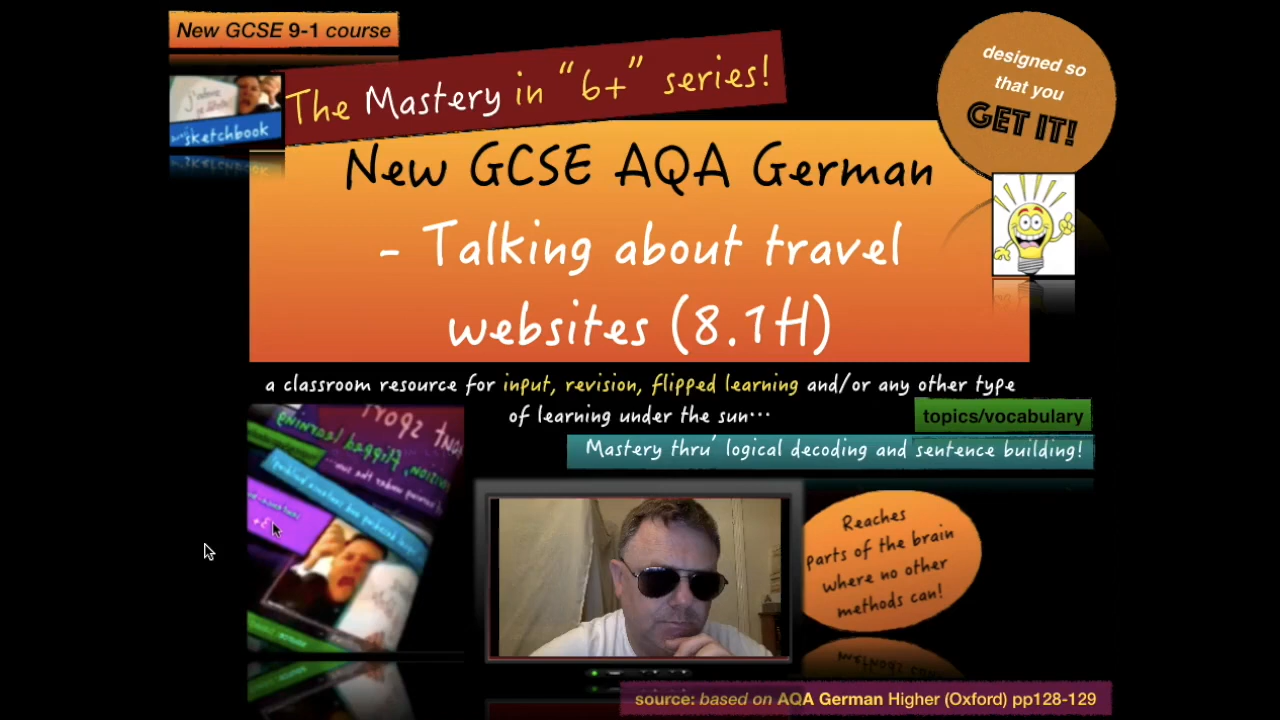 New GCSE 9-1 course
The Mastery in “6+” series!
designed so
that you
GET IT!
J'adore
sketchbook
New GCSE AQA German
- Talking about travel
websites (8.1H)
a classroom resource for input, revision, flipped learning and/or any other type
of learning under the sun...
topics/vocabulary
Mastery thru' logical decoding and sentence building!
Reaches
parts of the brain
where no other
methods can!
source: based on AQA German Higher (Oxford) pp128-129